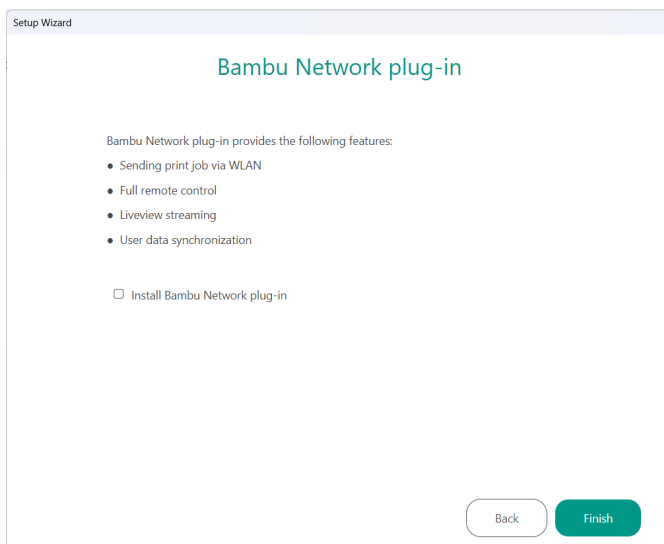 Setup Wizard
Bambu Network plug-in
Bambu Network plug-in provides the following features:
● Sending print job via WLAN
● Full remote control
● Liveview streaming
● User data synchronization
Install Bambu Network plug-in
Back
Finish